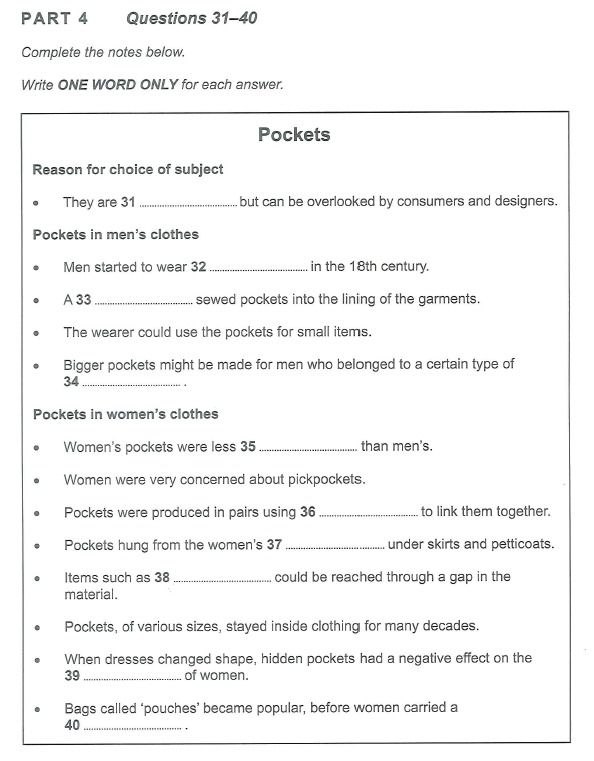 PART 4 Questions 31–40
Complete the notes below.
Write ONE WORD ONLY for each answer.
Pockets
Reason for choice of subject
• They are 31 .................................... but can be overlooked by consumers and designers.
Pockets in men's clothes
• Men started to wear 32 .................................... in the 18th century.
• A 33 .................................... sewed pockets into the lining of the garments.
• The wearer could use the pockets for small items.
• Bigger pockets might be made for men who belonged to a certain type of
34 .................................... .
Pockets in women's clothes
• Women's pockets were less 35 .................................... than men's.
• Women were very concerned about pickpockets.
• Pockets were produced in pairs using 36 .................................... to link them together.
• Pockets hung from the women's 37 .................................... under skirts and petticoats.
• Items such as 38 .................................... could be reached through a gap in the
material.
• Pockets, of various sizes, stayed inside clothing for many decades.
• When dresses changed shape, hidden pockets had a negative effect on the
39 .................................... of women.
• Bags called 'pouches' became popular, before women carried a
40 .................................... .